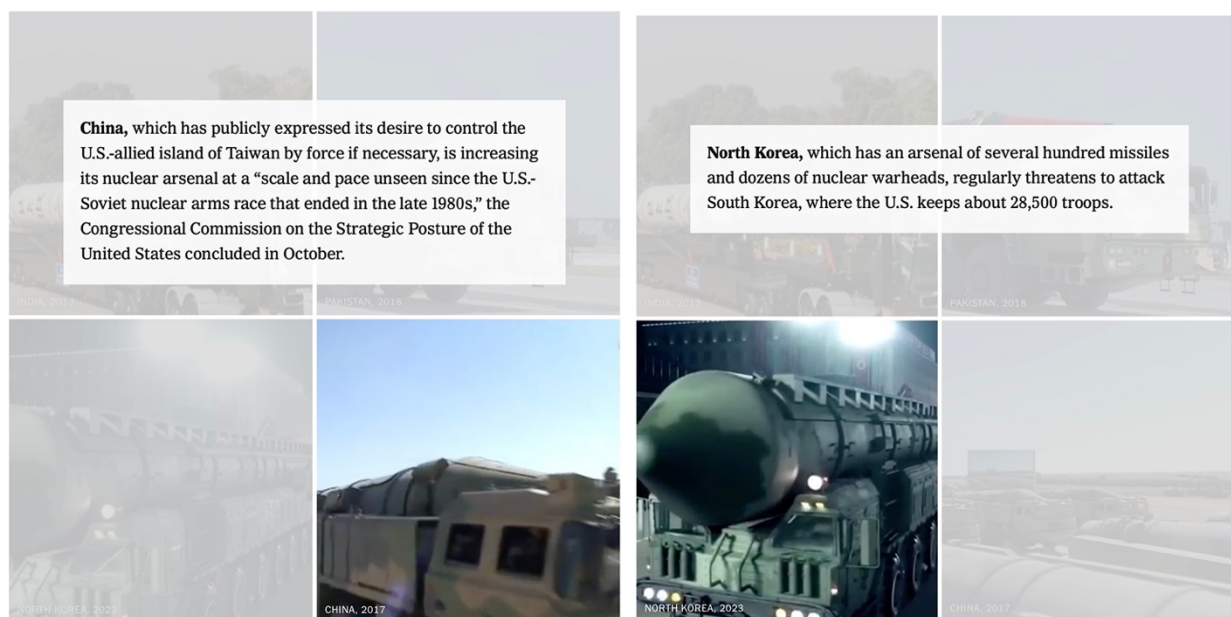 China, which has publicly expressed its desire to control the
U.S.-allied island of Taiwan by force if necessary, is increasing
its nuclear arsenal at a “scale and pace unseen since the U.S.-
Soviet nuclear arms race that ended in the late 1980s,” the
Congressional Commission on the Strategic Posture of the
United States concluded in October.
INDIA, 2013
PAKISTAN, 2018
NORTH KOREA, 2023
CHINA, 2017
North Korea, which has an arsenal of several hundred missiles
and dozens of nuclear warheads, regularly threatens to attack
South Korea, where the U.S. keeps about 28,500 troops.
INDIA, 2013
PAKISTAN, 2018
NORTH KOREA, 2023
CHINA, 2017